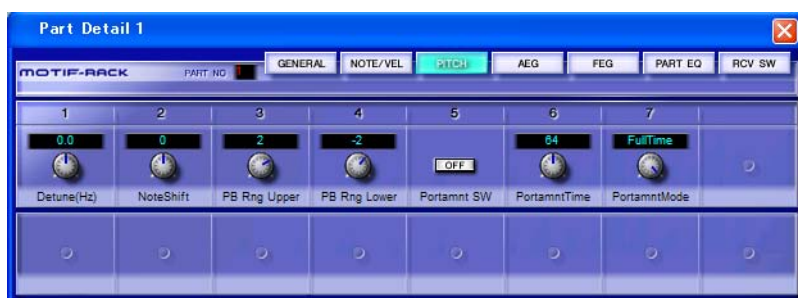 Part Detail 1
MOTIF-RACK PART NO 1 GENERAL NOTE/VEL PITCH AEG FEG PART EQ RCV SW
1 2 3 4 5 6 7
0.0 0 2 -2 OFF 64 FullTime
Detune(Hz) NoteShift PB Rng Upper PB Rng Lower Portamnt SW PortamntTime PortamntMode